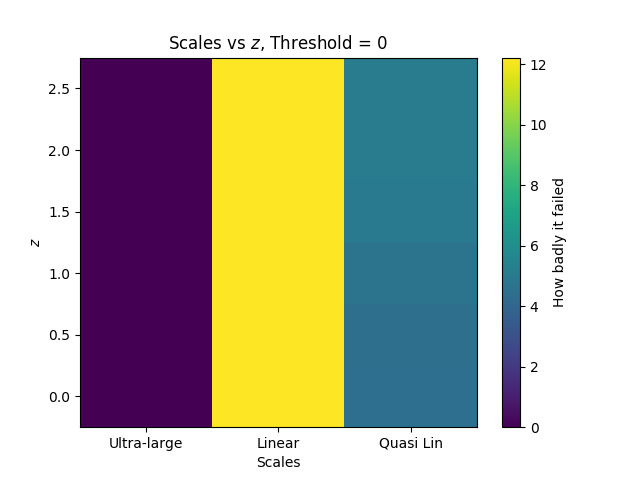 Scales vs z, Threshold = 0
2.5
2.0
1.5
1.0
0.5
0.0
z
Ultra-large
Linear
Quasi Lin
Scales
12
10
8
6
4
2
0
How badly it failed